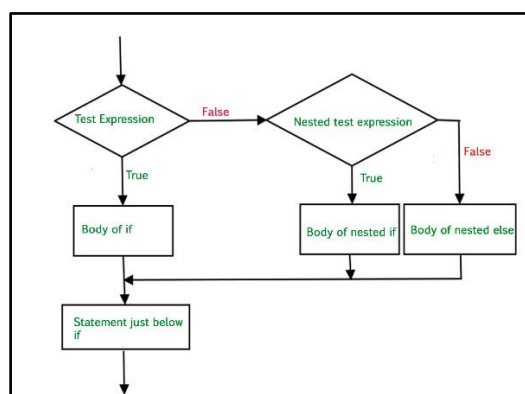 Test Expression
False
Nested test expression
True
True
False
Body of if
Body of nested if
Body of nested else
Statement just below
if